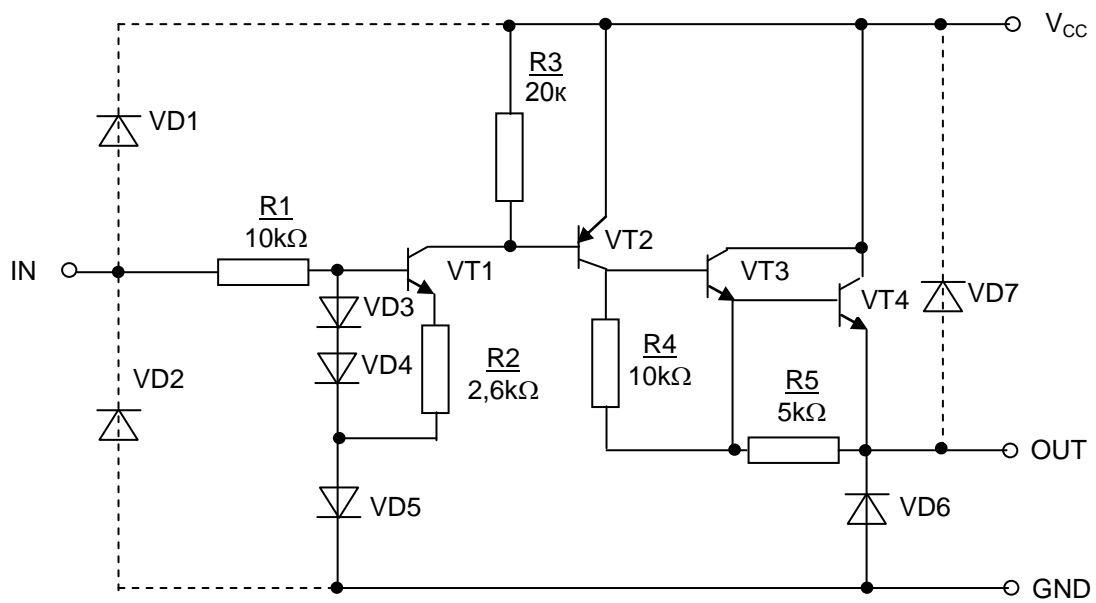 V_CC
R3
20к
VD1
R1
10kΩ
IN
VT1
VT2
VT3
VT4
VD7
VD3
VD4
R2
2,6kΩ
VD2
R4
10kΩ
R5
5kΩ
OUT
VD5
VD6
GND